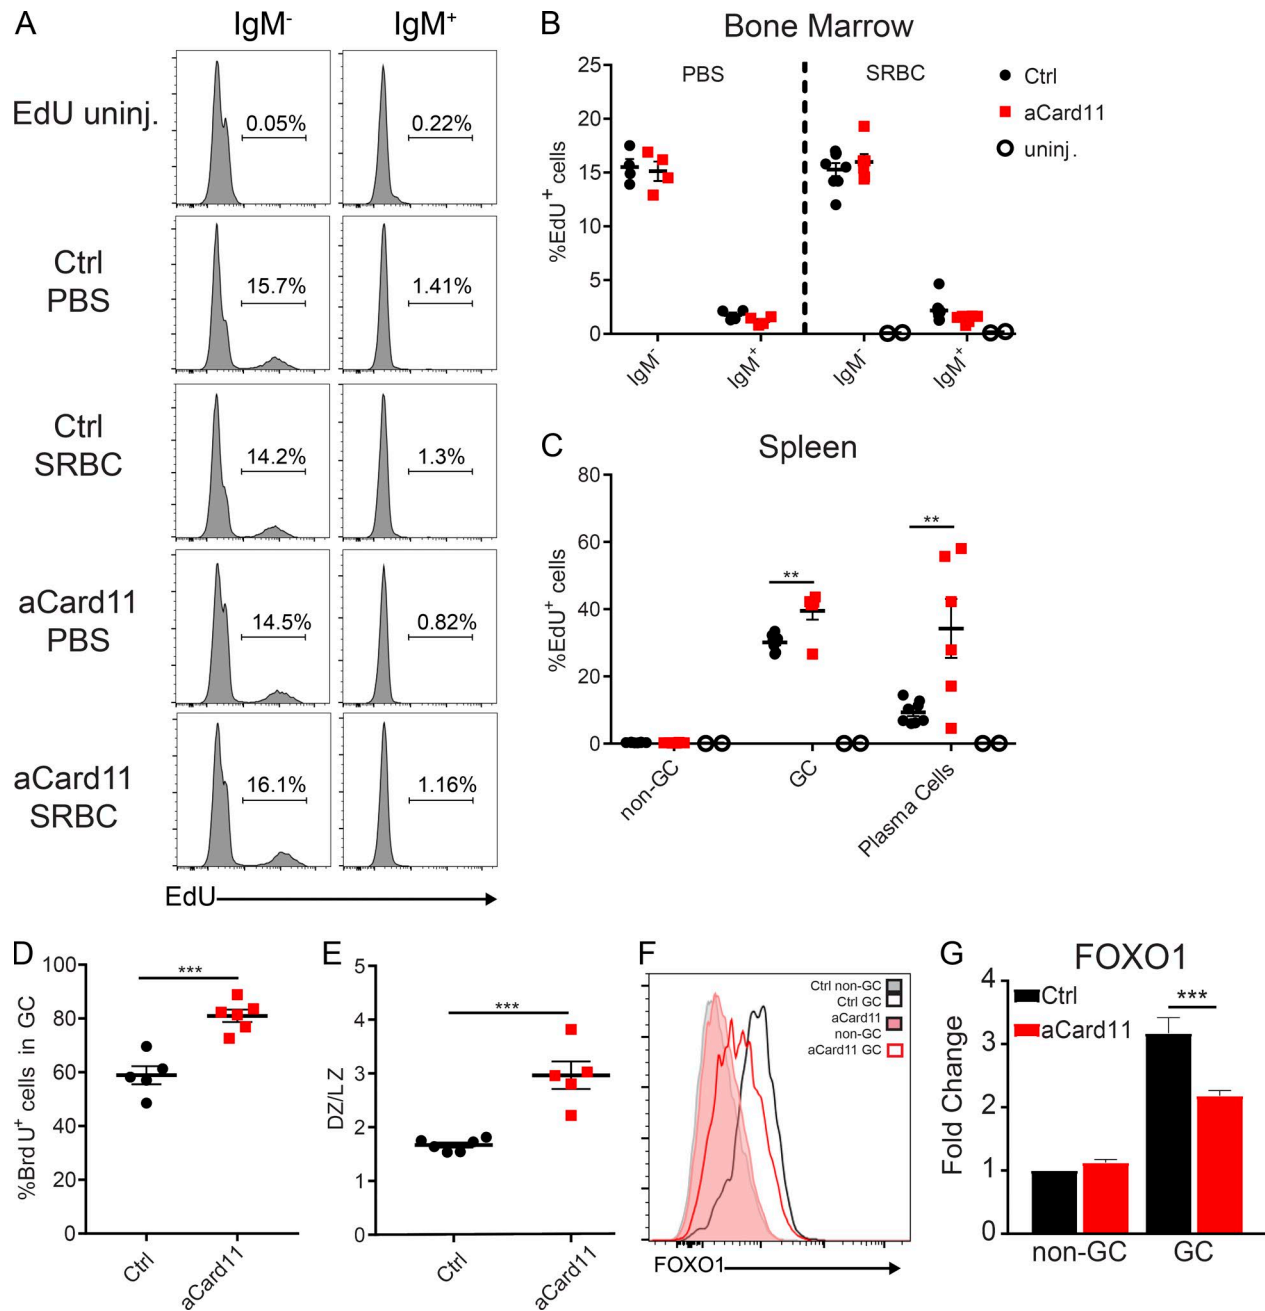 A
IgM⁻ IgM⁺
EdU uninj.
0.05% 0.22%
Ctrl
PBS
15.7% 1.41%
Ctrl
SRBC
14.2% 1.3%
aCard11
PBS
14.5% 0.82%
aCard11
SRBC
16.1% 1.16%
EdU
B Bone Marrow
PBS SRBC
Ctrl
aCard11
uninj.
%EdU⁺ cells
25
20
15
10
5
0
IgM⁻ IgM⁺ IgM⁻ IgM⁺
C Spleen
%EdU⁺ cells
80
60
40
20
0
** **
non-GC GC Plasma Cells
D
%BrdU⁺ cells in GC
100
80
60
40
20
0
***
Ctrl aCard11
E
DZ/LZ
5
4
3
2
1
0
***
Ctrl aCard11
F
Ctrl non-GC
Ctrl GC
aCard11
non-GC
aCard11 GC
FOXO1
G FOXO1
Fold Change
4
3
2
1
0
Ctrl
aCard11
***
non-GC GC